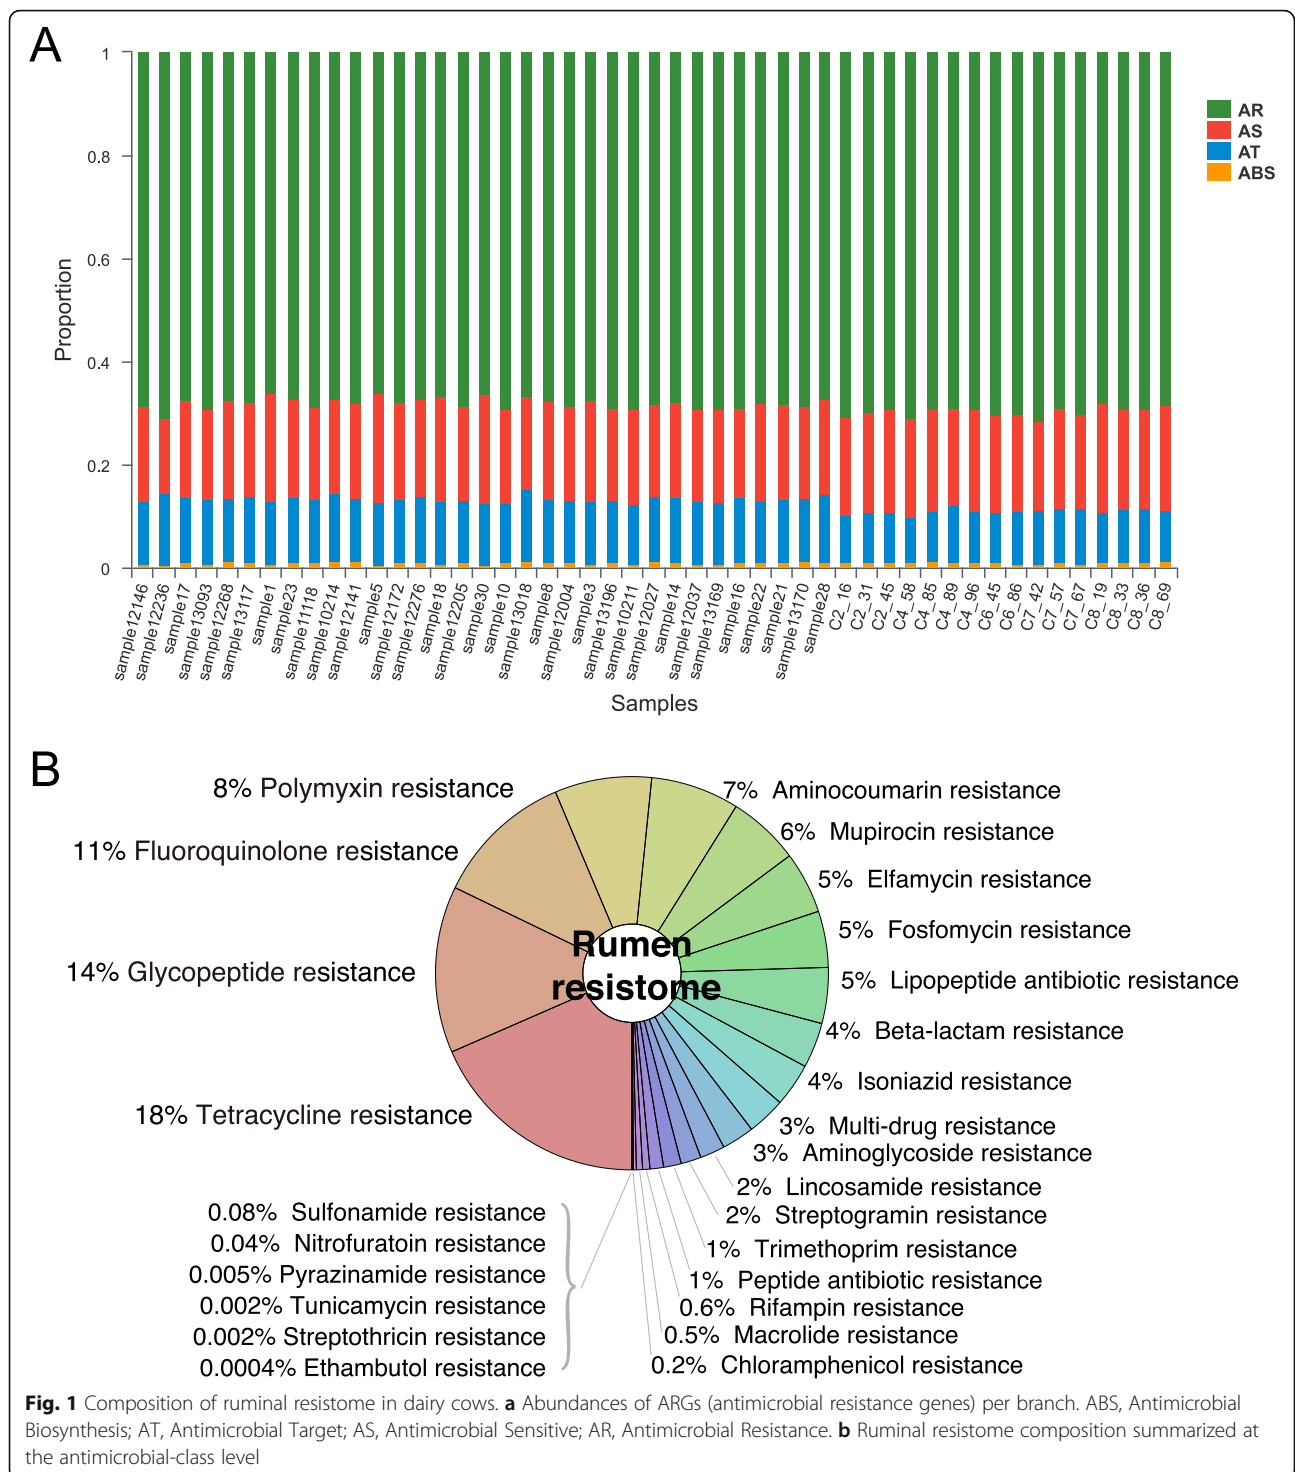 A
1
0.8
0.6
0.4
0.2
0
Proportion
AR
AS
AT
ABS
sample12146
sample12236
sample17
sample13093
sample12268
sample13117
sample1
sample23
sample11118
sample10214
sample12141
sample5
sample12172
sample12276
sample18
sample12205
sample30
sample10
sample13018
sample8
sample12004
sample3
sample13196
sample10211
sample12027
sample14
sample12037
sample13169
sample16
sample22
sample21
sample13170
sample26
C2_16
C2_31
C2_45
C4_58
C4_85
C4_89
C4_96
C6_45
C6_86
C7_42
C7_57
C7_67
C8_19
C8_33
C8_36
C8_69
Samples
B
8% Polymyxin resistance
11% Fluoroquinolone resistance
14% Glycopeptide resistance
18% Tetracycline resistance
Rumen
resistome
7% Aminocoumarin resistance
6% Mupirocin resistance
5% Elfamycin resistance
5% Fosfomycin resistance
5% Lipopeptide antibiotic resistance
4% Beta-lactam resistance
4% Isoniazid resistance
3% Multi-drug resistance
3% Aminoglycoside resistance
2% Lincosamide resistance
2% Streptogramin resistance
1% Trimethoprim resistance
1% Peptide antibiotic resistance
0.6% Rifampin resistance
0.5% Macrolide resistance
0.2% Chloramphenicol resistance
0.08% Sulfonamide resistance
0.04% Nitrofuratoin resistance
0.005% Pyrazinamide resistance
0.002% Tunicamycin resistance
0.002% Streptothricin resistance
0.0004% Ethambutol resistance
Fig. 1 Composition of ruminal resistome in dairy cows. a Abundances of ARGs (antimicrobial resistance genes) per branch. ABS, Antimicrobial
Biosynthesis; AT, Antimicrobial Target; AS, Antimicrobial Sensitive; AR, Antimicrobial Resistance. b Ruminal resistome composition summarized at
the antimicrobial-class level